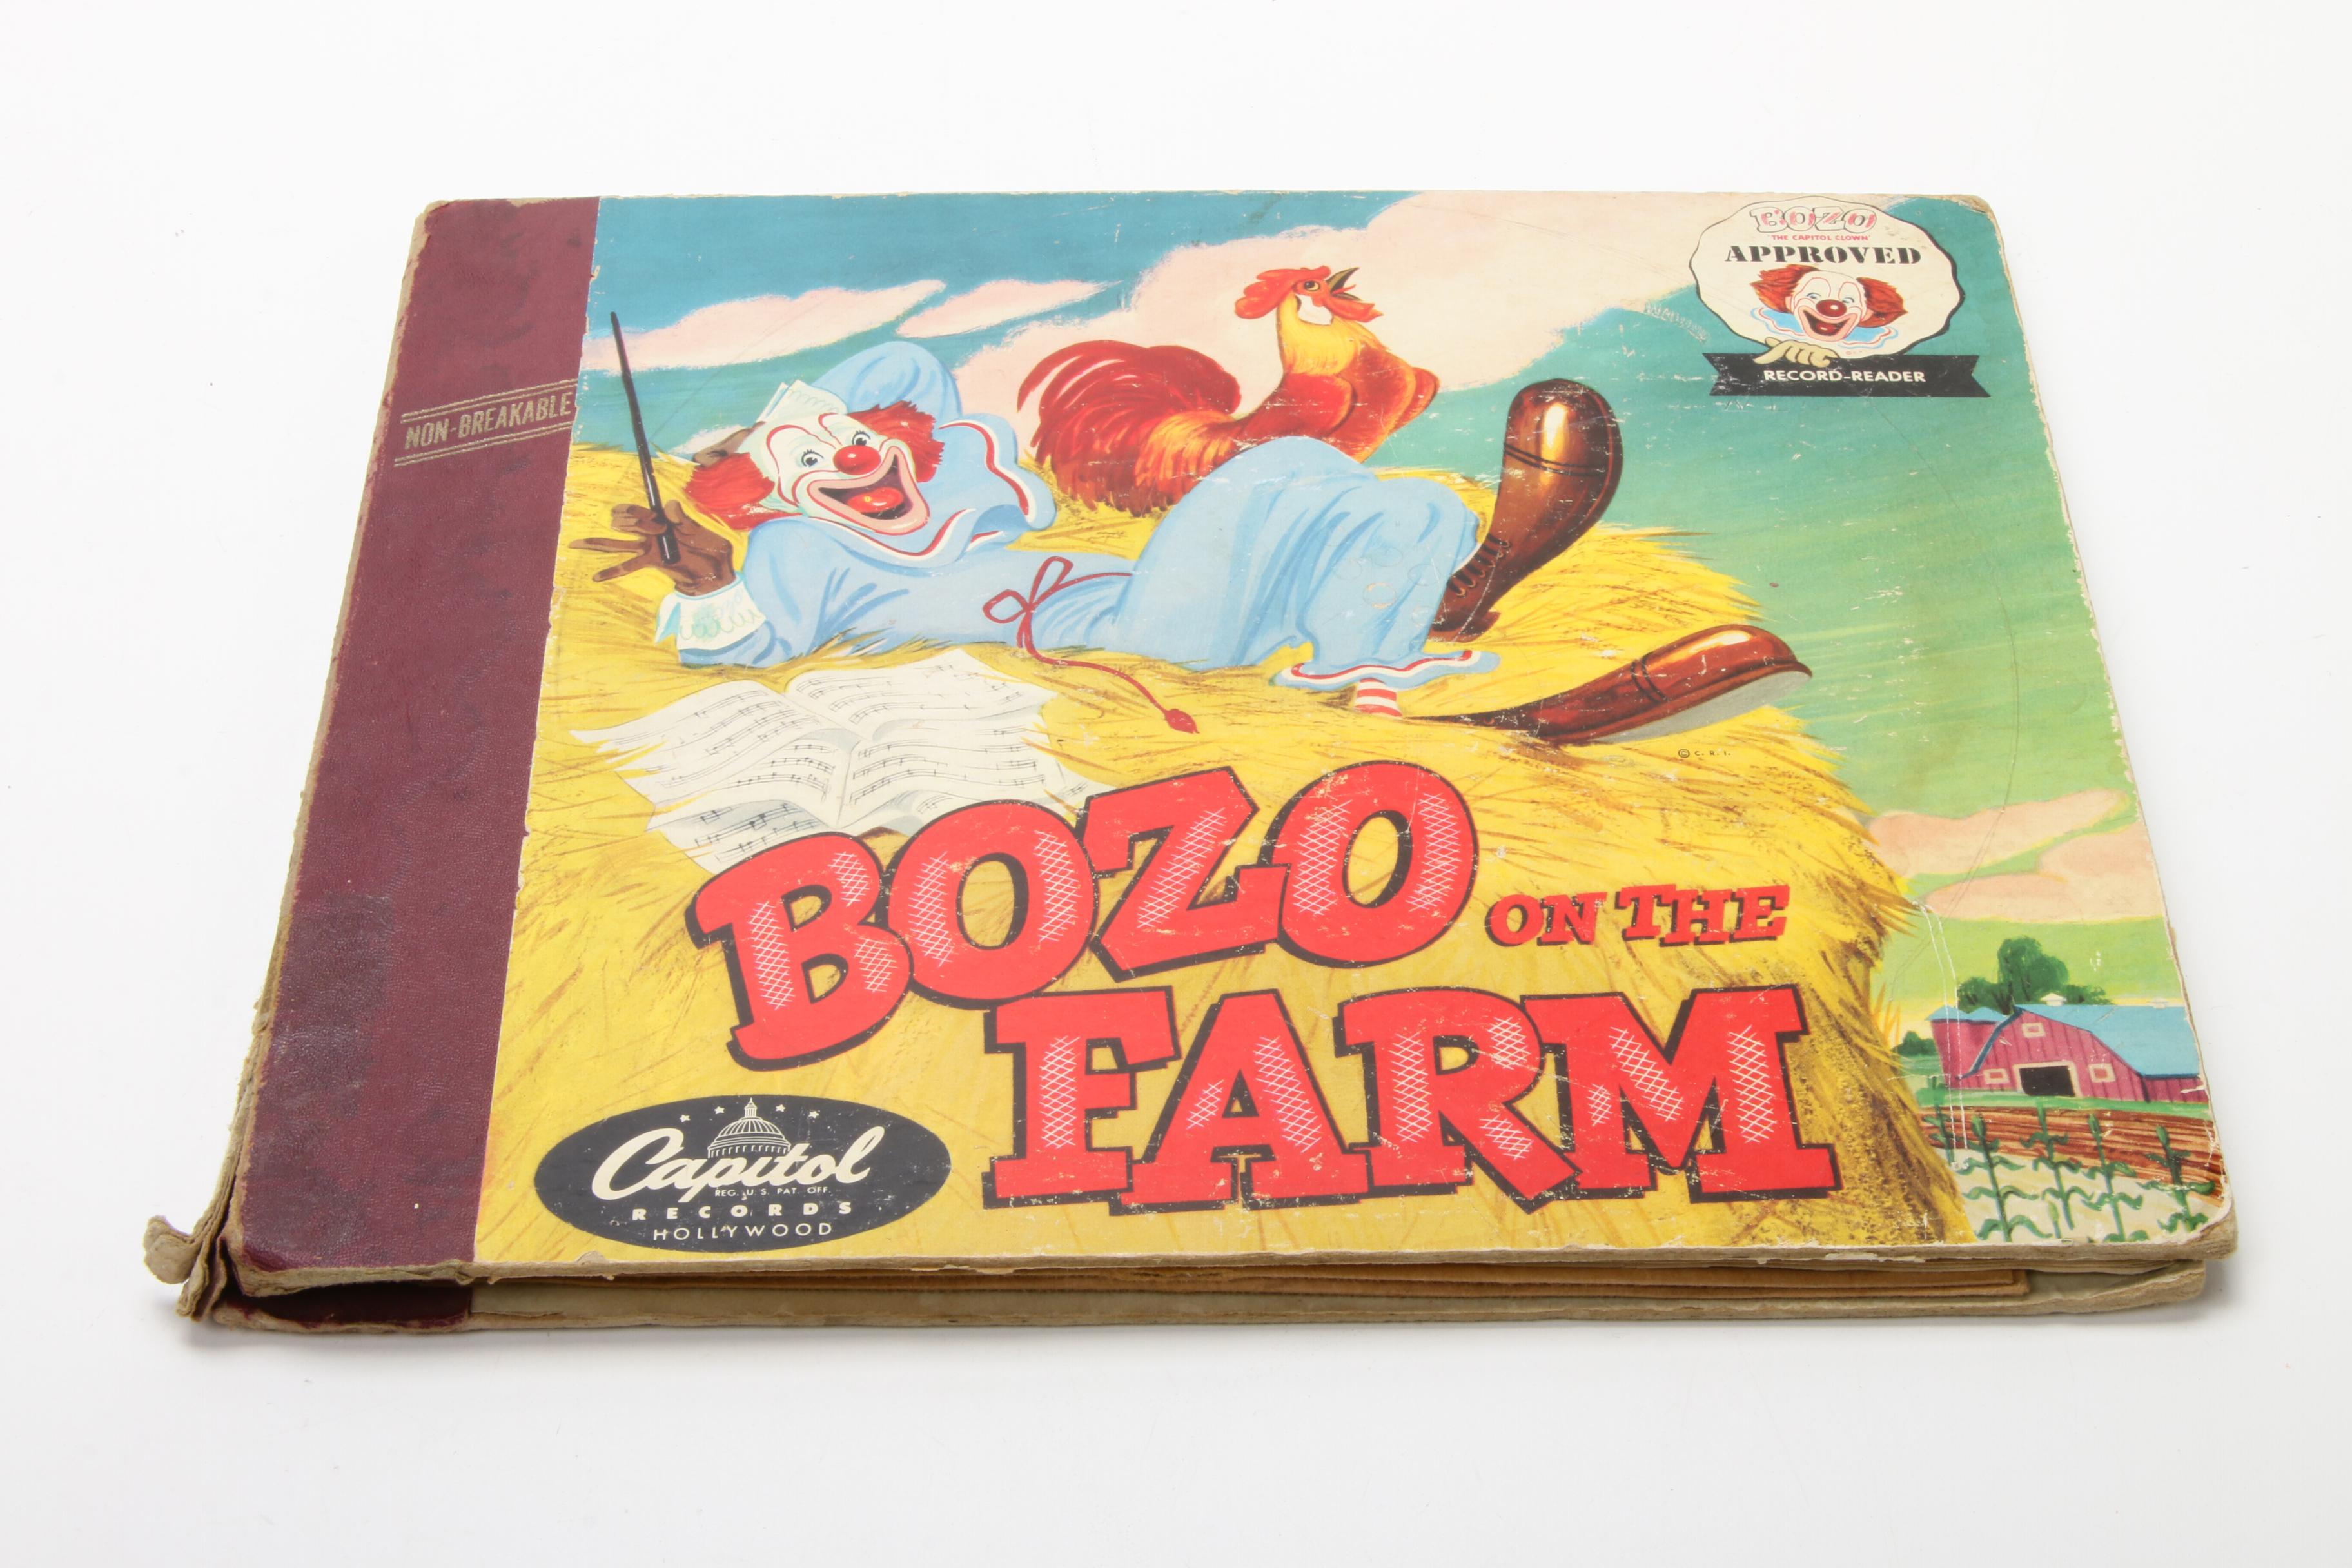 BOZO
"THE CAPITOL CLOWN"
APPROVED
RECORD-READER
NON-BREAKABLE
© C. R. I.
BOZO ON THE
FARM
Capitol
REG. U.S. PAT. OFF.
RECORDS
HOLLYWOOD